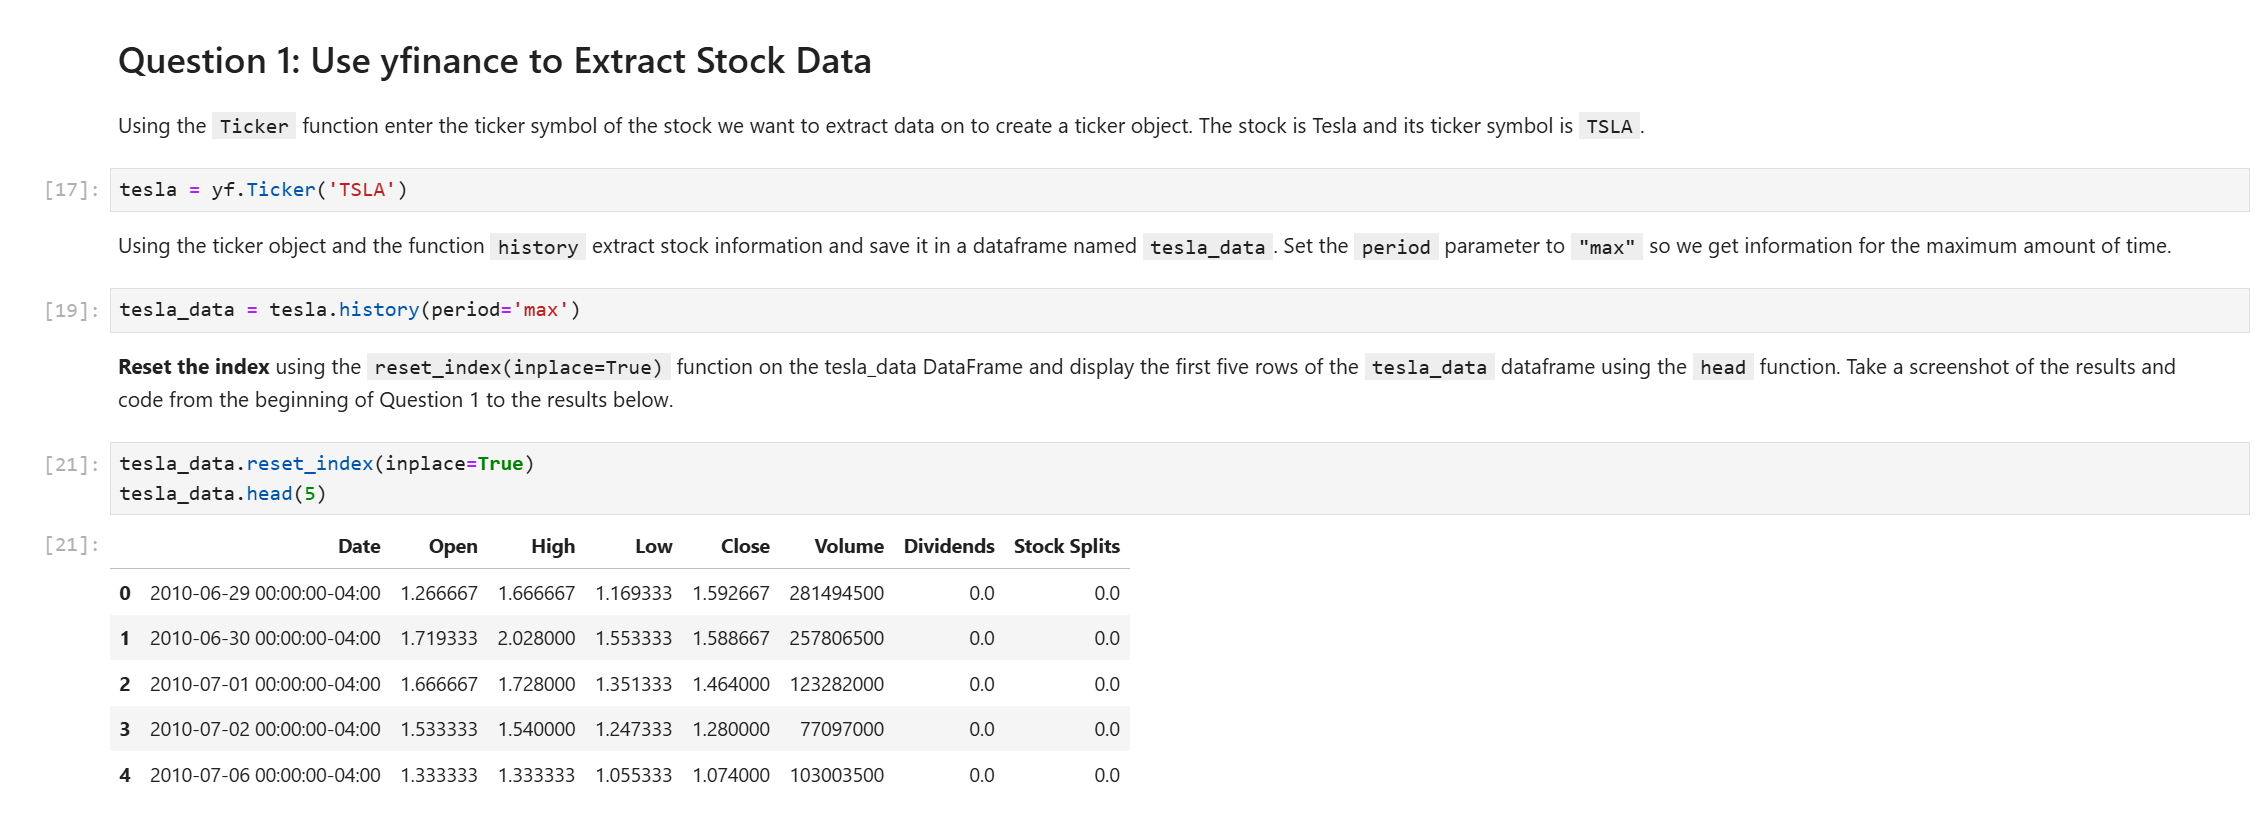 Question 1: Use yfinance to Extract Stock Data
Using the Ticker function enter the ticker symbol of the stock we want to extract data on to create a ticker object. The stock is Tesla and its ticker symbol is TSLA.
[17]: tesla = yf.Ticker('TSLA')
Using the ticker object and the function history extract stock information and save it in a dataframe named tesla_data. Set the period parameter to "max" so we get information for the maximum amount of time.
[19]: tesla_data = tesla.history(period='max')
Reset the index using the reset_index(inplace=True) function on the tesla_data DataFrame and display the first five rows of the tesla_data dataframe using the head function. Take a screenshot of the results and
code from the beginning of Question 1 to the results below.
[21]: tesla_data.reset_index(inplace=True)
tesla_data.head(5)
[21]: Date Open High Low Close Volume Dividends Stock Splits
0 2010-06-29 00:00:00-04:00 1.266667 1.666667 1.169333 1.592667 281494500 0.0 0.0
1 2010-06-30 00:00:00-04:00 1.719333 2.028000 1.553333 1.588667 257806500 0.0 0.0
2 2010-07-01 00:00:00-04:00 1.666667 1.728000 1.351333 1.464000 123282000 0.0 0.0
3 2010-07-02 00:00:00-04:00 1.533333 1.540000 1.247333 1.280000 77097000 0.0 0.0
4 2010-07-06 00:00:00-04:00 1.333333 1.333333 1.055333 1.074000 103003500 0.0 0.0